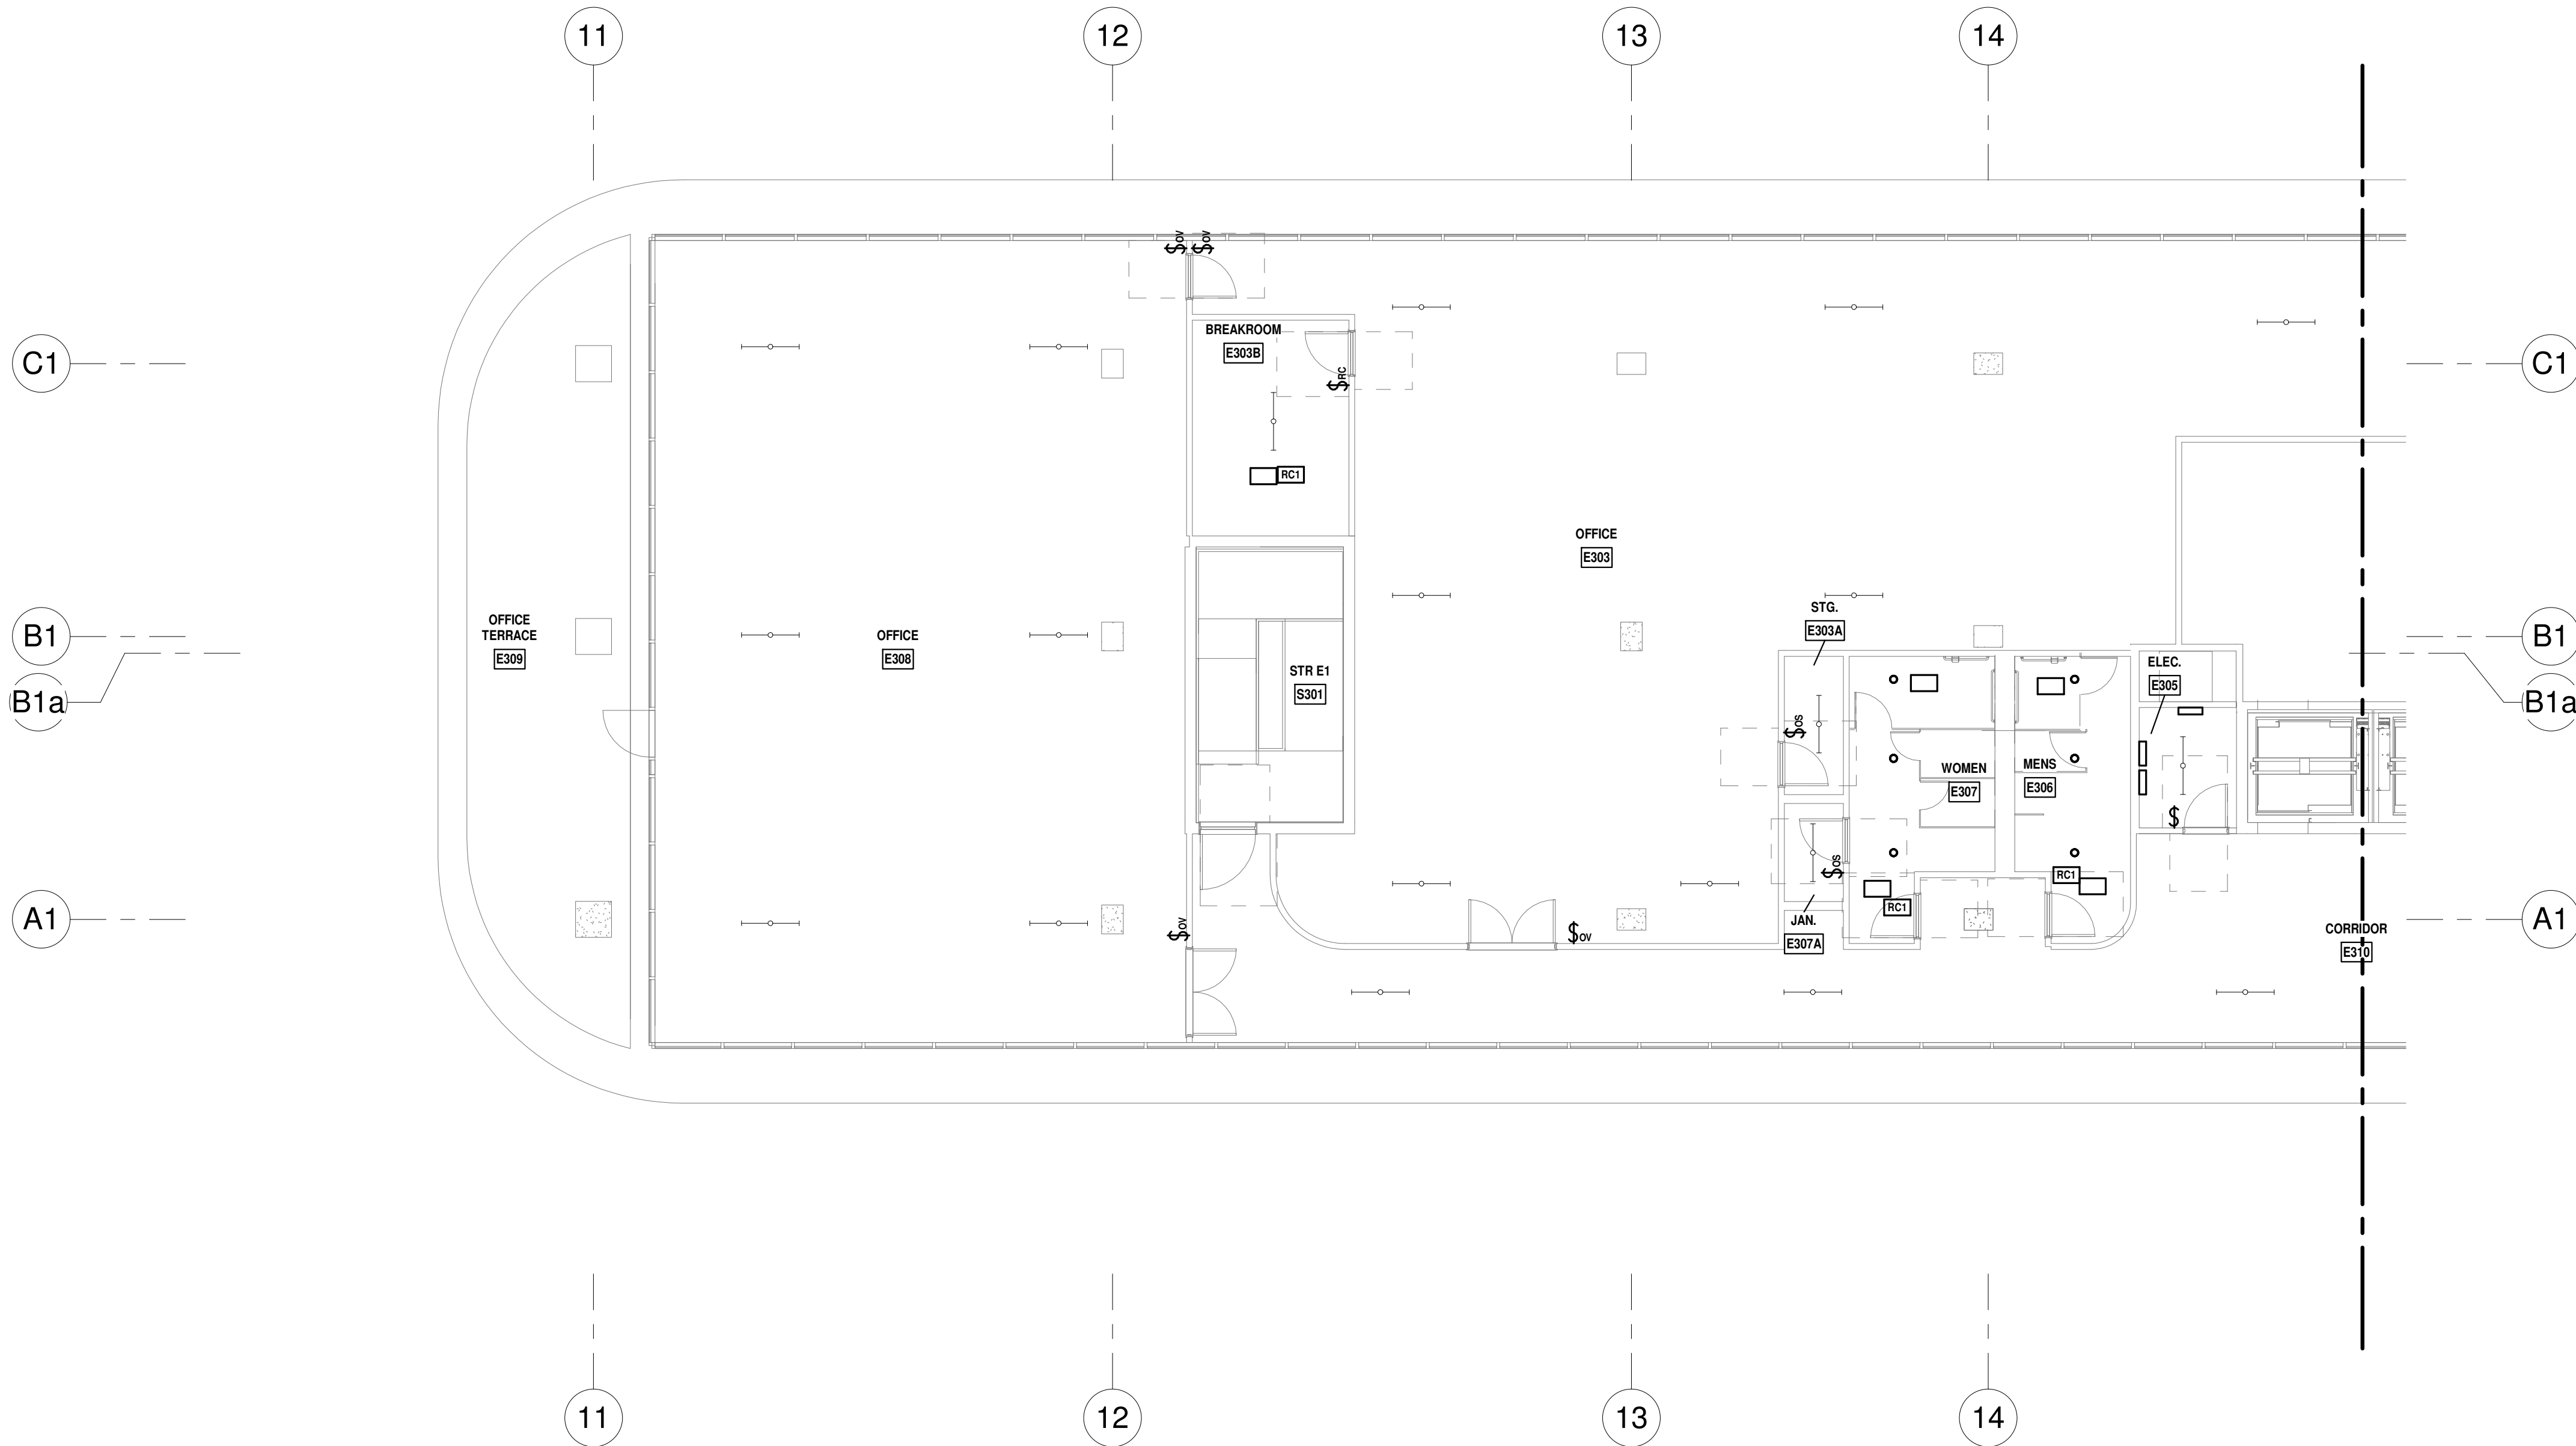 11
12
13
14
$OV
$OV
C1
BREAKROOM
E303B
C1
$RC
RC1
OFFICE
E303
STG.
E303A
B1
OFFICE
TERRACE
E309
OFFICE
E308
STR E1
S301
ELEC.
E305
B1
B1a
B1a
$OS
WOMEN
E307
MENS
E306
$
$OS
RC1
RC1
A1
$OV
$OV
JAN.
E307A
CORRIDOR
E310
A1
11
12
13
14